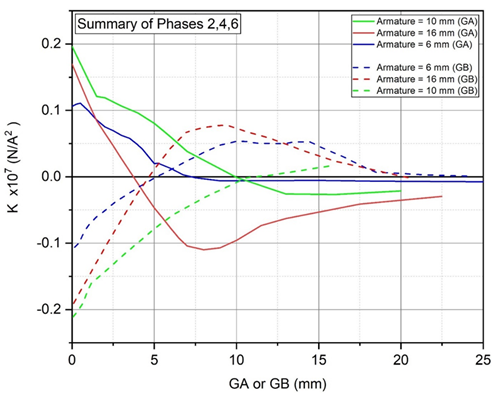 Summary of Phases 2,4,6
Armature = 10 mm (GA)
Armature = 16 mm (GA)
Armature = 6 mm (GA)
Armature = 6 mm (GB)
Armature = 16 mm (GB)
Armature = 10 mm (GB)
0.2
0.1
0.0
-0.1
-0.2
K x10⁷ (N/A²)
0 5 10 15 20 25
GA or GB (mm)